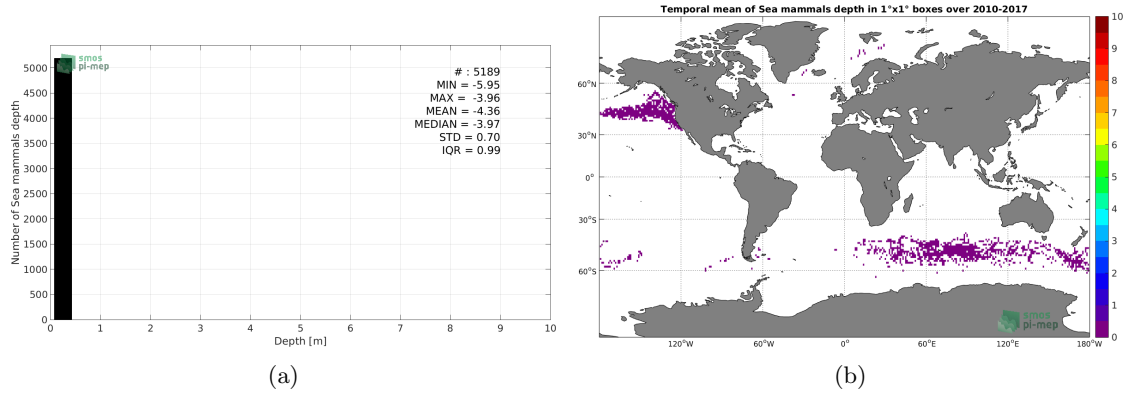 smos
pi-mep
# : 5189
MIN = -5.95
MAX = -3.96
MEAN = -4.36
MEDIAN = -3.97
STD = 0.70
IQR = 0.99
Number of Sea mammals depth
5000
4500
4000
3500
3000
2500
2000
1500
1000
500
0
0 1 2 3 4 5 6 7 8 9 10
Depth [m]
(a)
Temporal mean of Sea mammals depth in 1°x1° boxes over 2010-2017
60°N
30°N
0°
30°S
60°S
120°W 60°W 0° 60°E 120°E 180°W
smos
pi-mep
10
9
8
7
6
5
4
3
2
1
0
(b)